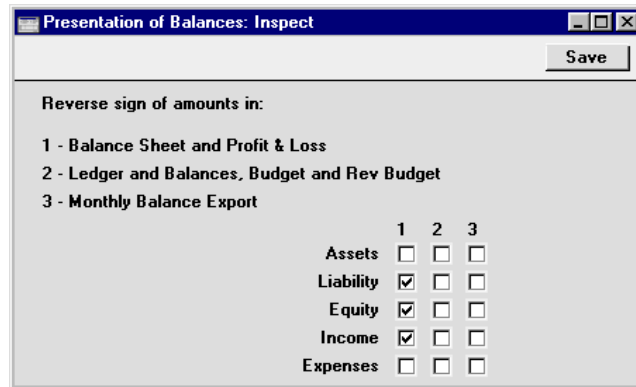 Presentation of Balances: Inspect
Save
Reverse sign of amounts in:
1 - Balance Sheet and Profit & Loss
2 - Ledger and Balances, Budget and Rev Budget
3 - Monthly Balance Export
1 2 3
Assets
Liability
Equity
Income
Expenses